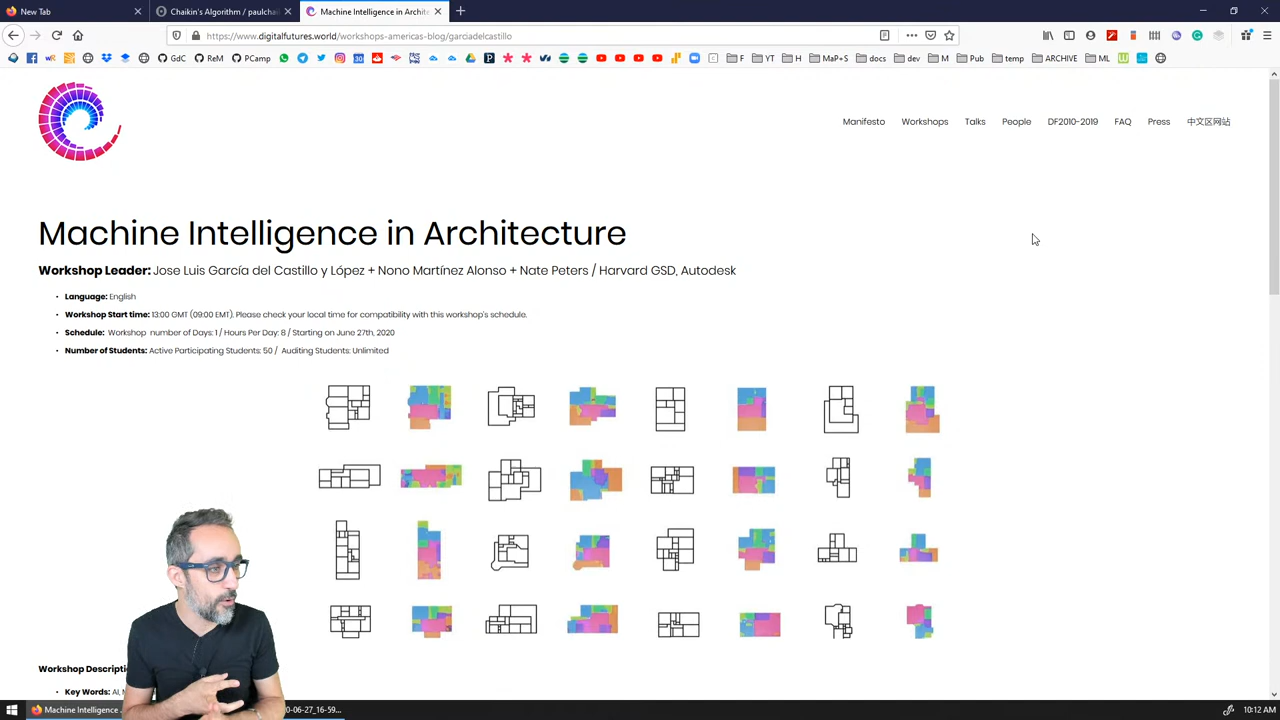 New Tab
Chaikin's Algorithm / paulchai
Machine Intelligence in Archite
https://www.digitalfutures.world/workshops-americas-blog/garciadelcastillo
GdC
ReM
PCamp
F
YT
H
MaP+S
docs
dev
M
Pub
temp
ARCHIVE
ML
Manifesto
Workshops
Talks
People
DF2010-2019
FAQ
Press
中文区网站
Machine Intelligence in Architecture
Workshop Leader: Jose Luis García del Castillo y López + Nono Martínez Alonso + Nate Peters / Harvard GSD, Autodesk
• Language: English
• Workshop Start time: 13:00 GMT (09:00 EMT). Please check your local time for compatibility with this workshop's schedule.
• Schedule: Workshop number of Days: 1 / Hours Per Day: 8 / Starting on June 27th, 2020
• Number of Students: Active Participating Students: 50 / Auditing Students: Unlimited
Workshop Descripti
• Key Words: AI,
Machine Intelligence
0-06-27_16-59...
10:12 AM